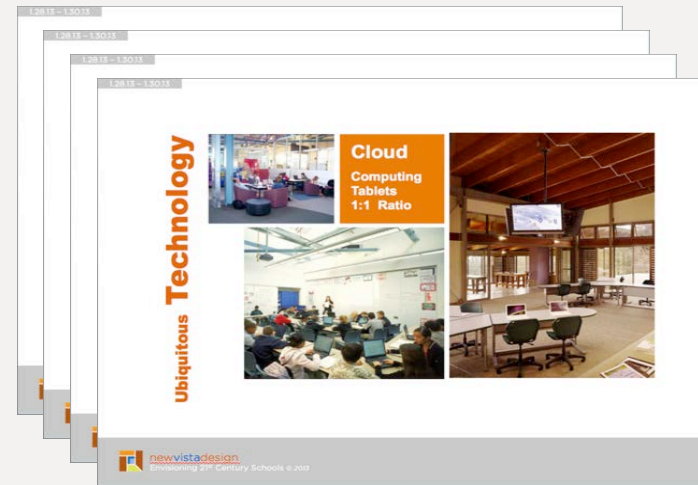 1.28.13 – 1.30.13
1.28.13 – 1.30.13
1.28.13 – 1.30.13
1.28.13 – 1.30.13
Ubiquitous Technology
Cloud
Computing
Tablets
1:1 Ratio
newvistadesign
Envisioning 21st Century Schools © 2013